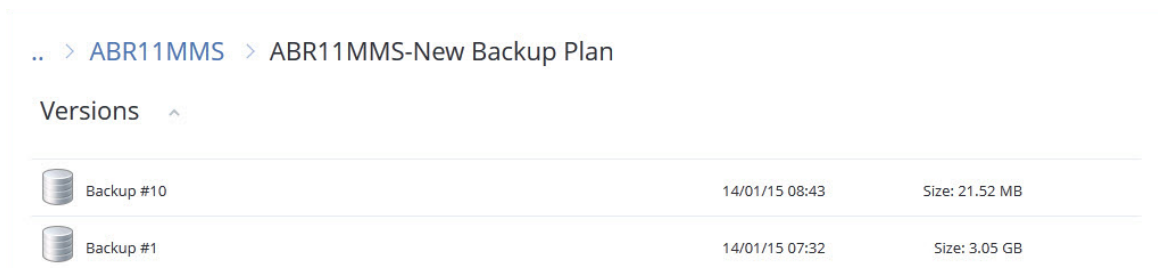 .. > ABR11MMS > ABR11MMS-New Backup Plan
Versions
Backup #10 14/01/15 08:43 Size: 21.52 MB
Backup #1 14/01/15 07:32 Size: 3.05 GB